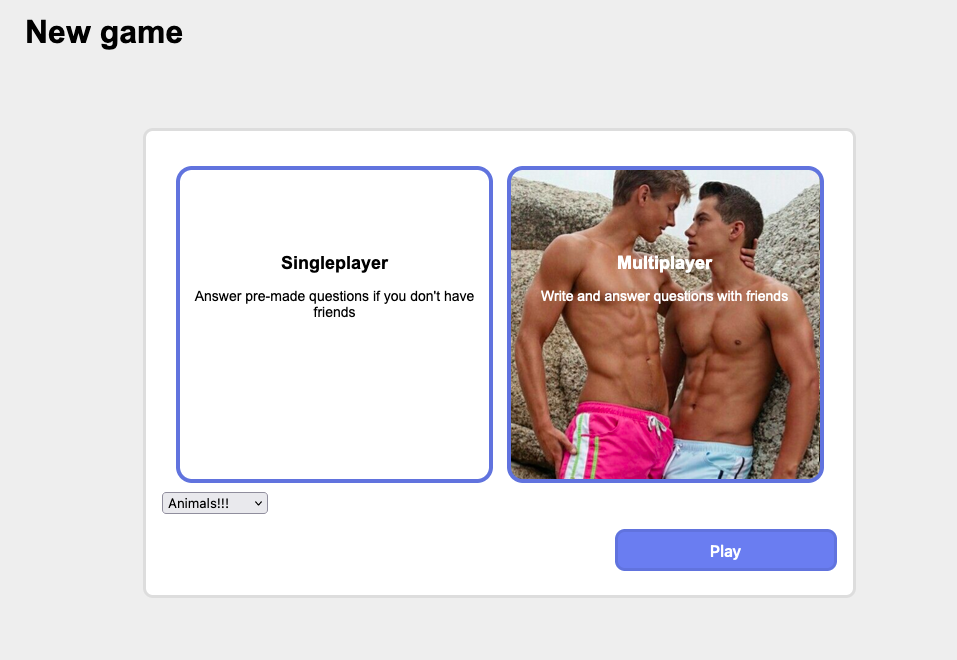 New game
Singleplayer
Answer pre-made questions if you don't have
friends
Multiplayer
Write and answer questions with friends
Animals!!!
Play